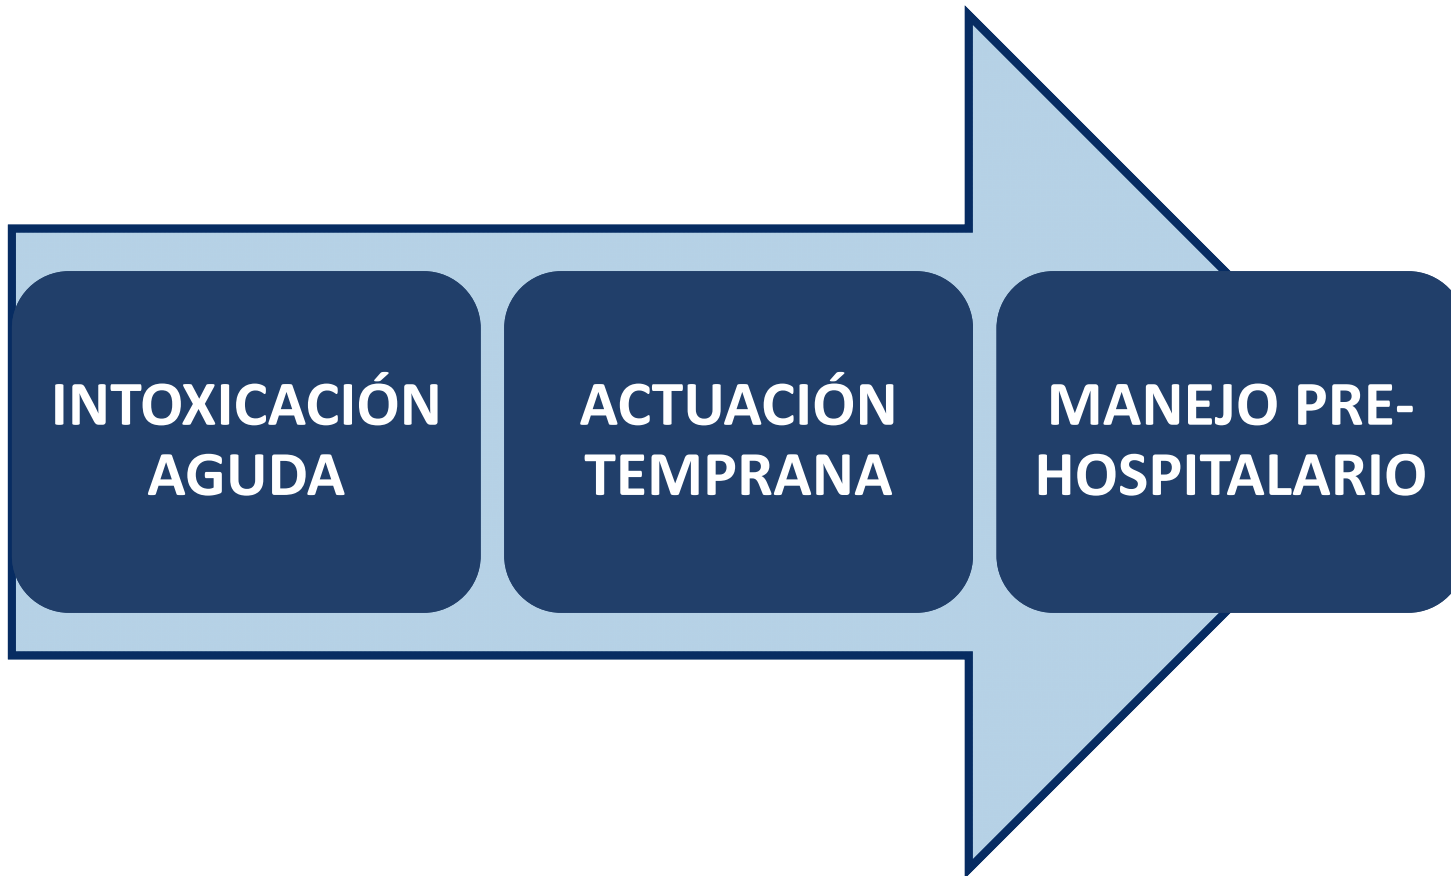 INTOXICACIÓN
AGUDA
ACTUACIÓN
TEMPRANA
MANEJO PRE-
HOSPITALARIO